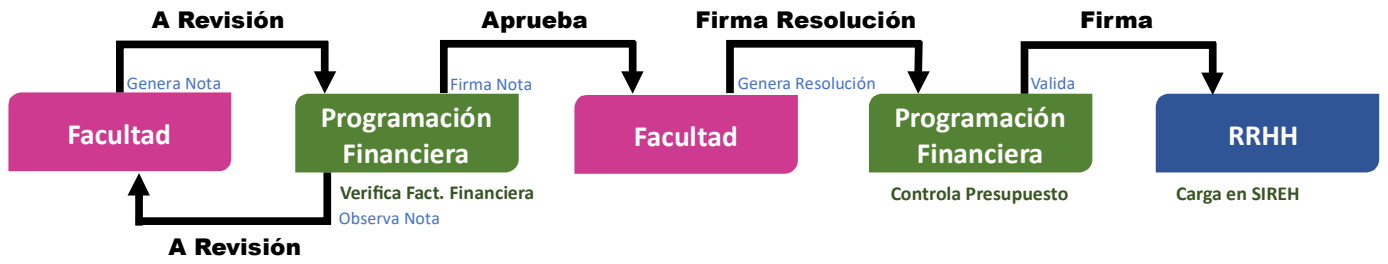 A Revisión
Aprueba
Firma Resolución
Firma
Genera Nota
Firma Nota
Genera Resolución
Valida
Facultad
Programación
Financiera
Facultad
Programación
Financiera
RRHH
Verifica Fact. Financiera
Controla Presupuesto
Carga en SIREH
Observa Nota
A Revisión